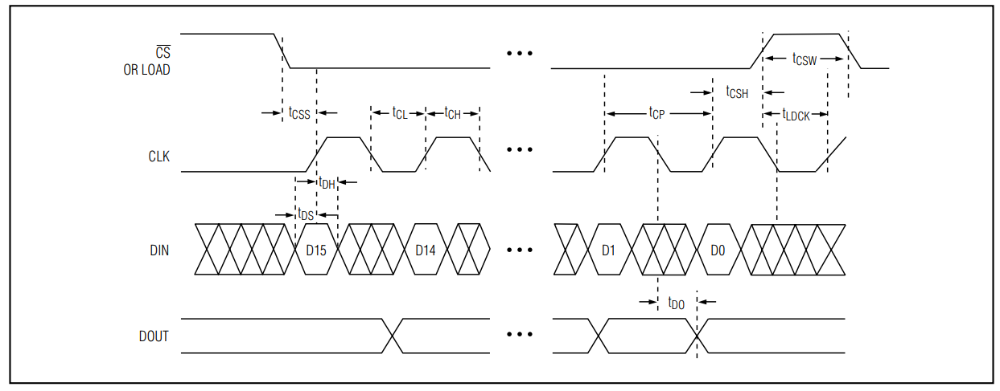 CS
OR LOAD
tCSW
tCSH
tCSS
tCL
tCH
tCP
tLDCK
CLK
tDH
tDS
DIN
D15
D14
D1
D0
tDO
DOUT